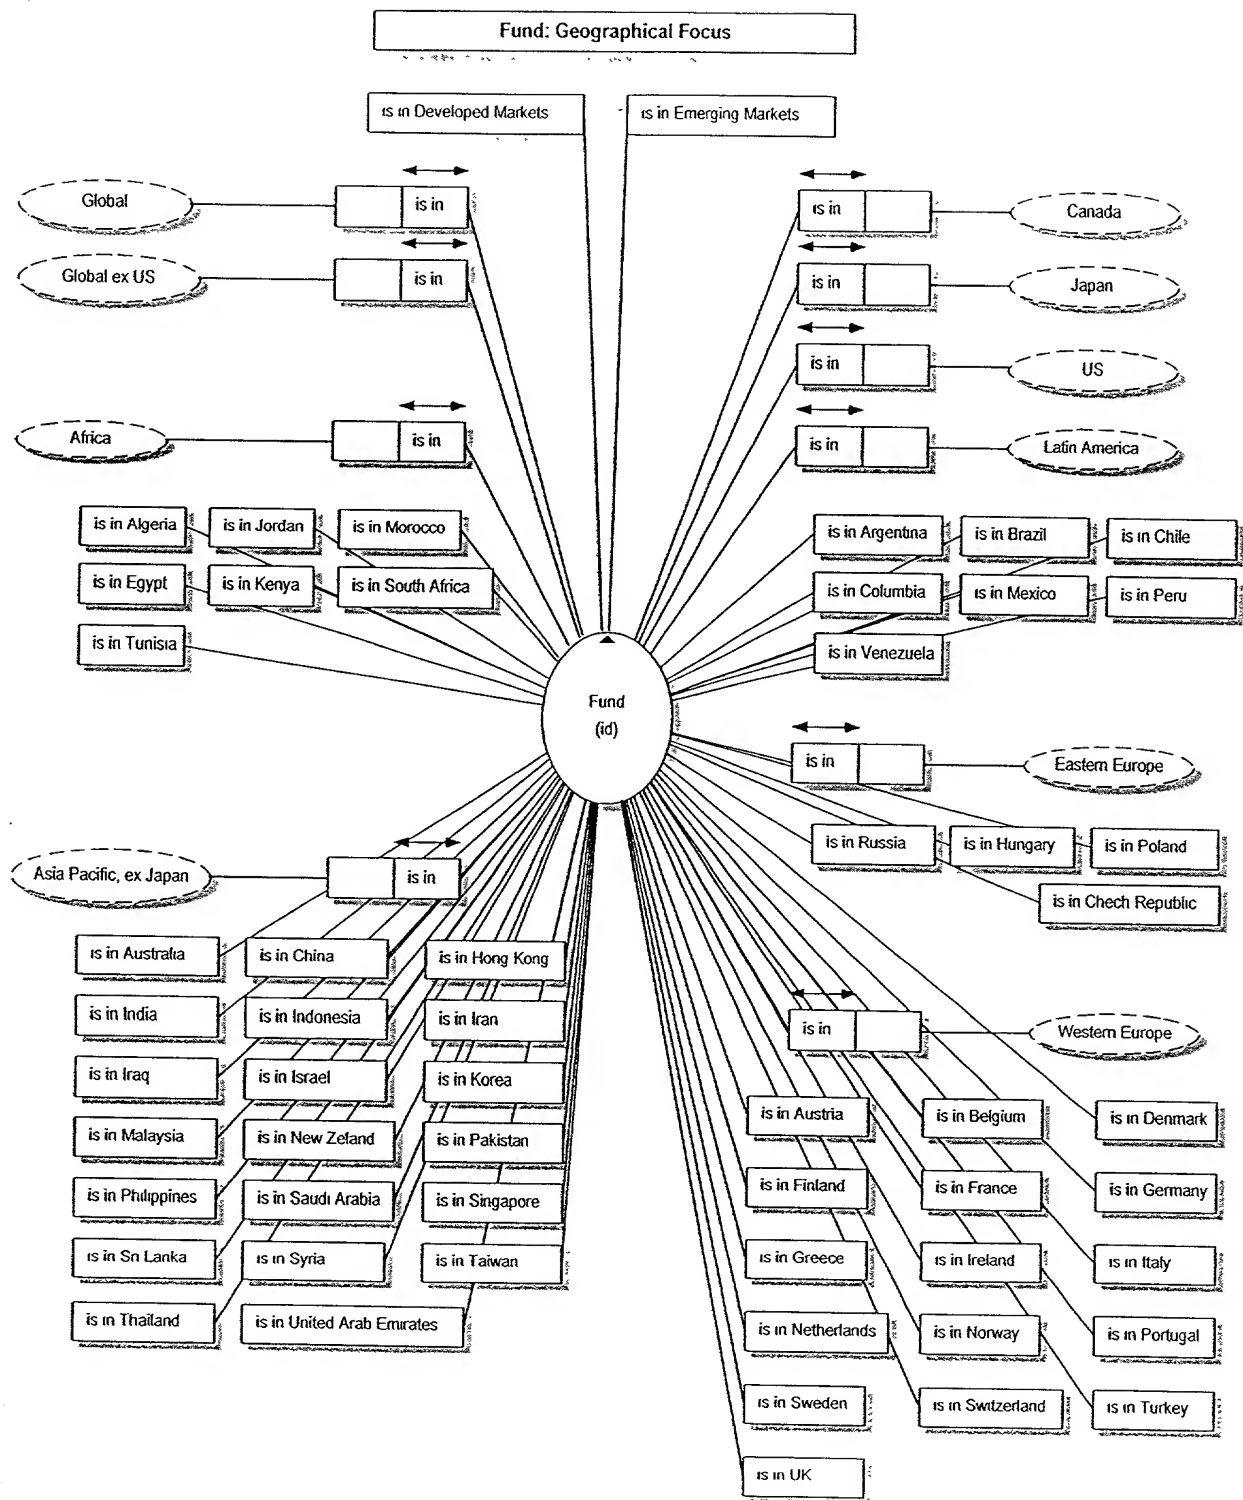 Fund: Geographical Focus
is in Developed Markets
is in Emerging Markets
Global
is in
is in
Canada
Global ex US
is in
is in
Japan
is in
US
Africa
is in
is in
Latin America
is in Algeria
is in Jordan
is in Morocco
is in Argentina
is in Brazil
is in Chile
is in Egypt
is in Kenya
is in South Africa
is in Columbia
is in Mexico
is in Peru
is in Tunisia
is in Venezuela
Fund
(id)
is in
Eastern Europe
is in Russia
is in Hungary
is in Poland
is in Chech Republic
Asia Pacific, ex Japan
is in
is in Australia
is in China
is in Hong Kong
is in India
is in Indonesia
is in Iran
is in Iraq
is in Israel
is in Korea
is in Malaysia
is in New Zefand
is in Pakistan
is in Philippines
is in Saudi Arabia
is in Singapore
is in Sri Lanka
is in Syria
is in Taiwan
is in Thailand
is in United Arab Emirates
is in
Western Europe
is in Austria
is in Belgium
is in Denmark
is in Finland
is in France
is in Germany
is in Greece
is in Ireland
is in Italy
is in Netherlands
is in Norway
is in Portugal
is in Sweden
is in Switzerland
is in Turkey
is in UK